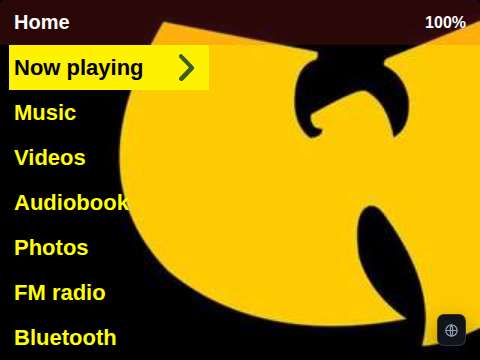 Home
100%
Now playing
Music
Videos
Audiobook
Photos
FM radio
Bluetooth